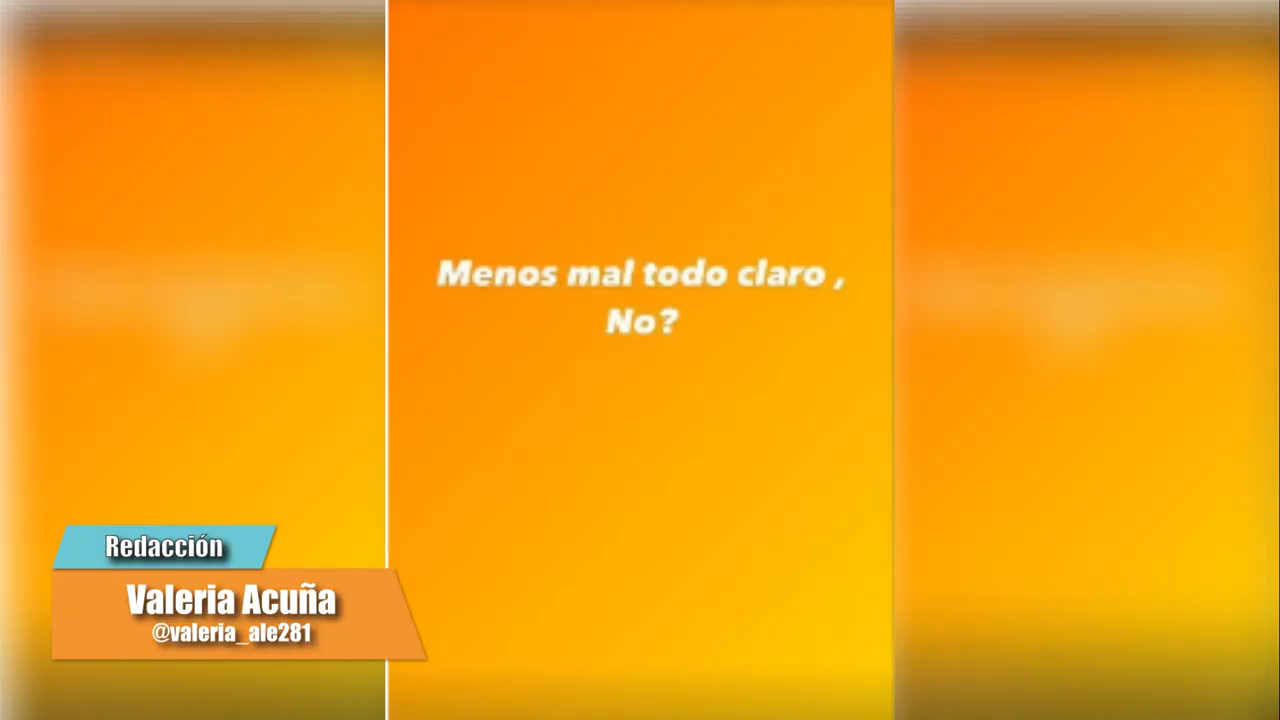 Menos mal todo claro ,
No?
Redacción
Valeria Acuña
@valeria_ale281